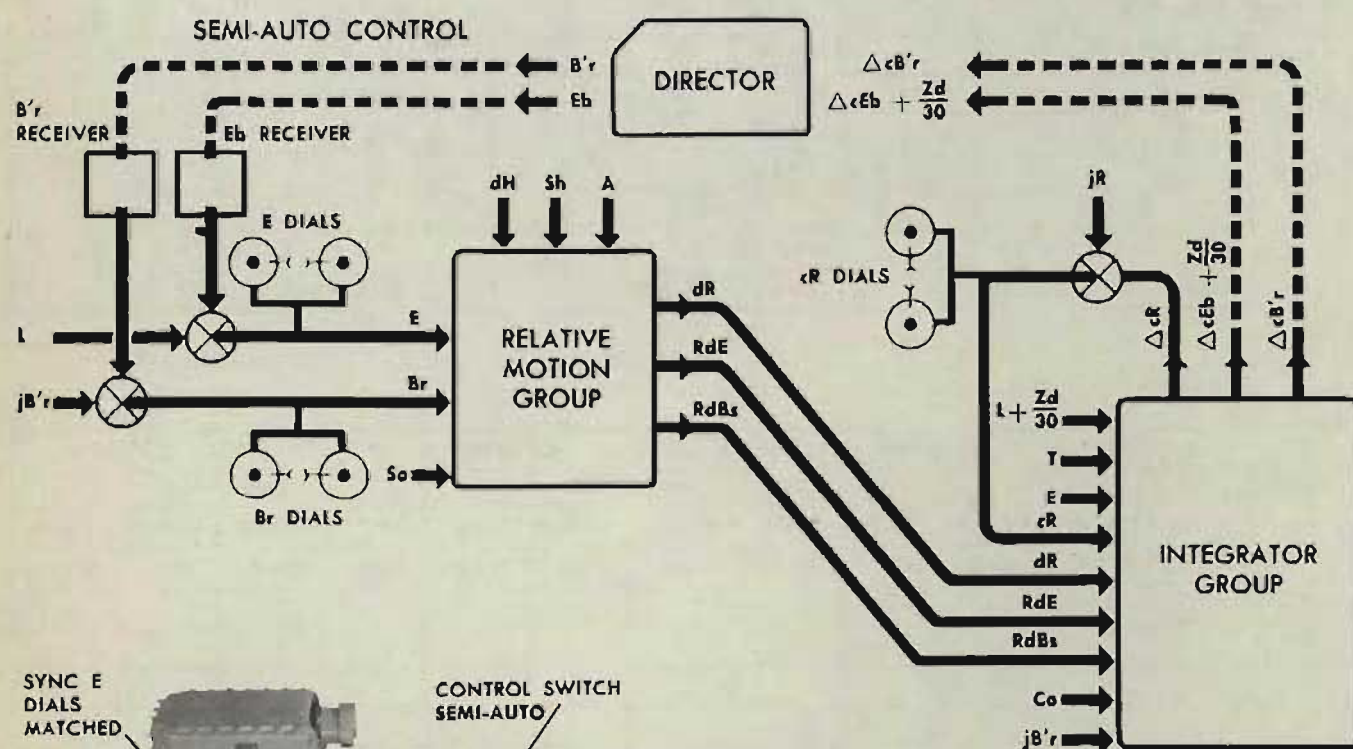 SEMI-AUTO CONTROL
B'r
Eb
DIRECTOR
△cB'r
△cEb + Zd/30
B'r
RECEIVER
Eb RECEIVER
E DIALS
dH
Sh
A
jR
cR DIALS
△cR
△cEb + Zd/30
△cB'r
L
E
jB'r
Br
So
Br DIALS
RELATIVE
MOTION
GROUP
dR
RdE
RdBs
L + Zd/30
T
E
cR
dR
RdE
RdBs
Co
jB'r
INTEGRATOR
GROUP
SYNC E
DIALS
MATCHED
CONTROL SWITCH
SEMI-AUTO